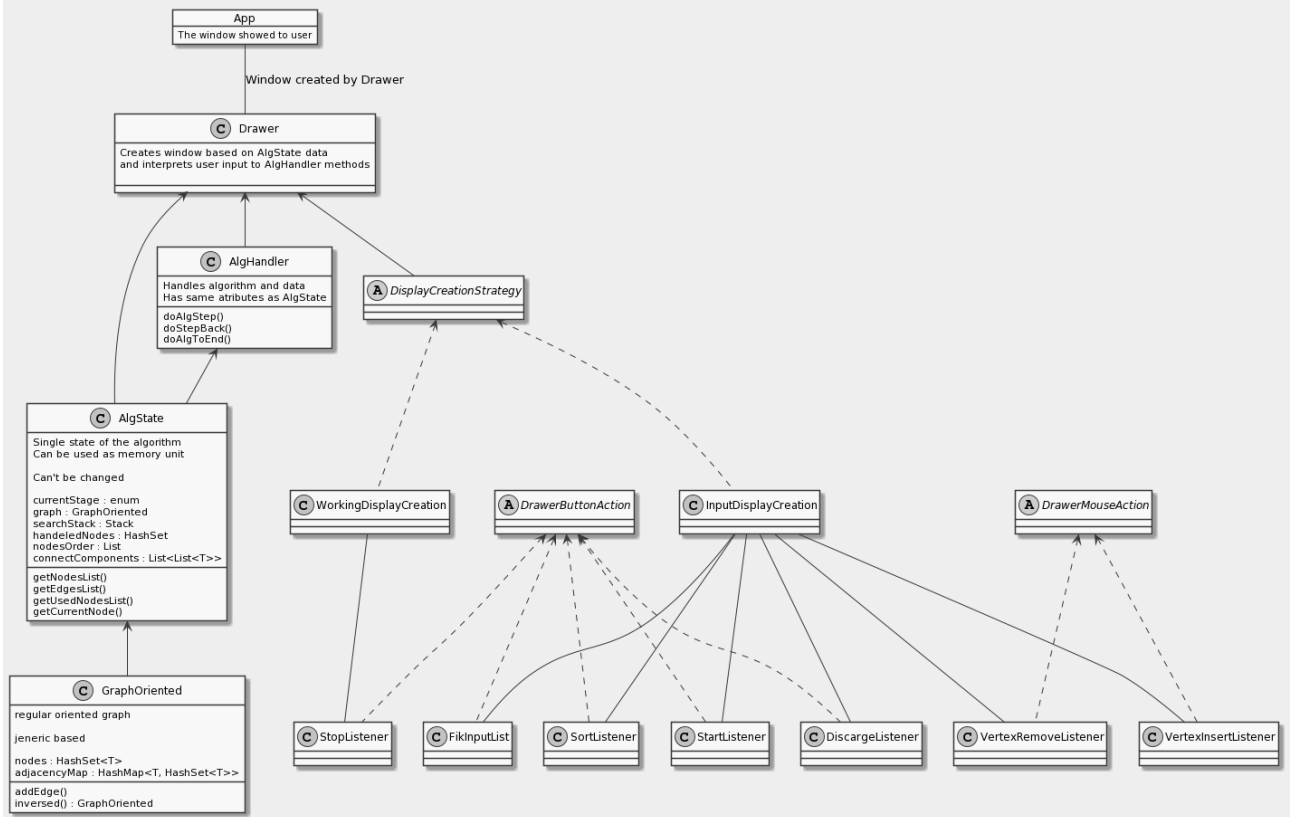 App
The window showed to user
Window created by Drawer
C Drawer
Creates window based on AlgState data
and interprets user input to AlgHandler methods
C AlgHandler
Handles algorithm and data
Has same atributes as AlgState
doAlgStep()
doStepBack()
doAlgToEnd()
A DisplayCreationStrategy
C AlgState
Single state of the algorithm
Can be used as memory unit
Can't be changed
currentStage : enum
graph : GraphOriented
searchStack : Stack
handeledNodes : HashSet
nodesOrder : List
connectComponents : List<List<T>>
getNodesList()
getEdgesList()
getUsedNodesList()
getCurrentNode()
C WorkingDisplayCreation
A DrawerButtonAction
C InputDisplayCreation
A DrawerMouseAction
C GraphOriented
regular oriented graph
jeneric based
nodes : HashSet<T>
adjacencyMap : HashMap<T, HashSet<T>>
addEdge()
inversed() : GraphOriented
C StopListener
C FikInputList
C SortListener
C StartListener
C DiscargeListener
C VertexRemoveListener
C VertexInsertListener